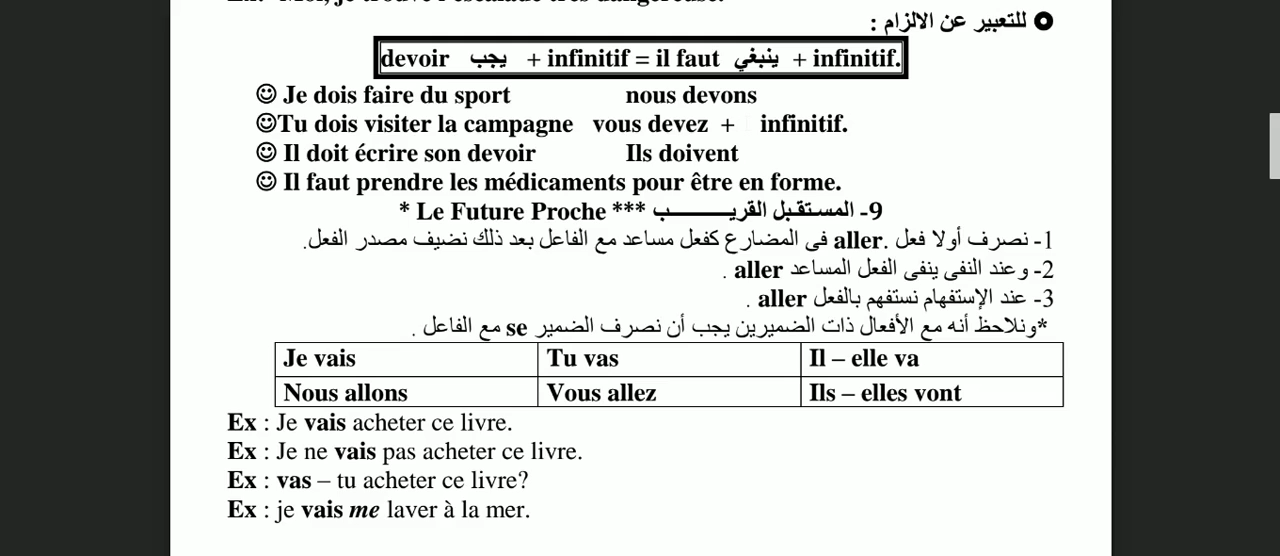 للتعبير عن الالزام :
devoir يجب + infinitif = il faut ينبغي + infinitif.
☺ Je dois faire du sport nous devons
☺Tu dois visiter la campagne vous devez + infinitif.
☺ Il doit écrire son devoir Ils doivent
☺ Il faut prendre les médicaments pour être en forme.
9- المستقبل القريـــــــــب *** Le Future Proche *
1- نصرف أولا فعل .aller فى المضارع كفعل مساعد مع الفاعل بعد ذلك نضيف مصدر الفعل.
2- وعند النفى ينفى الفعل المساعد aller .
3- عند الإستفهام نستفهم بالفعل aller .
*ونلاحظ أنه مع الأفعال ذات الضميرين يجب أن نصرف الضمير se مع الفاعل .
Je vais Tu vas Il – elle va
Nous allons Vous allez Ils – elles vont
Ex : Je vais acheter ce livre.
Ex : Je ne vais pas acheter ce livre.
Ex : vas – tu acheter ce livre?
Ex : je vais me laver à la mer.